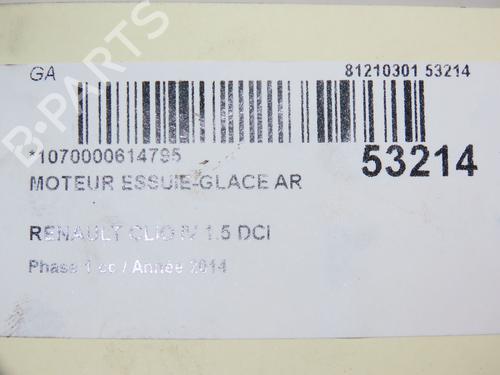 GA
81210301 53214
*1070000614795
53214
MOTEUR ESSUIE-GLACE AR
RENAULT CLIO IV 1.5 DCI
Phase 1 cc / Année 2014
B-PARTS